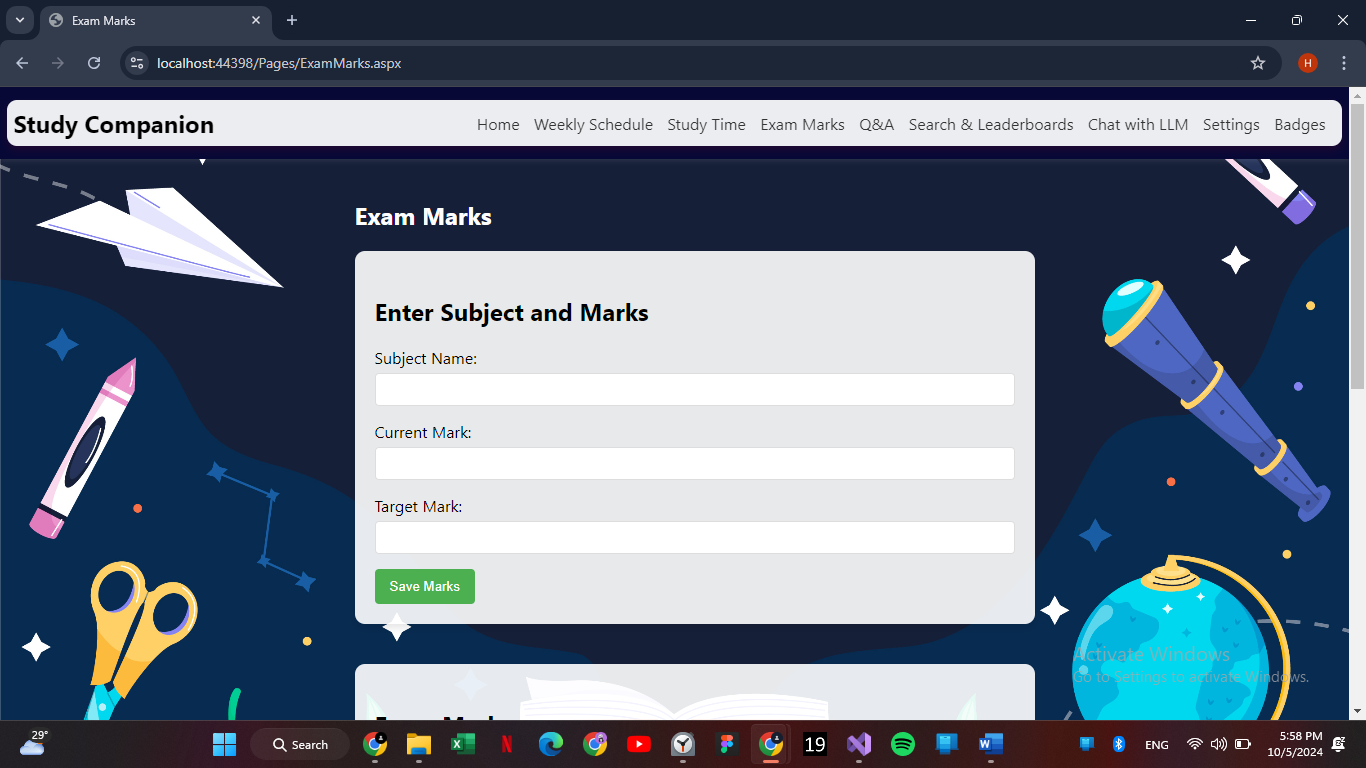 Exam Marks
localhost:44398/Pages/ExamMarks.aspx
H
Study Companion
Home Weekly Schedule Study Time Exam Marks Q&A Search & Leaderboards Chat with LLM Settings Badges
Exam Marks
Enter Subject and Marks
Subject Name:
Current Mark:
Target Mark:
Save Marks
Activate Windows
Go to Settings to activate Windows.
29°
Search
19
ENG
5:58 PM
10/5/2024